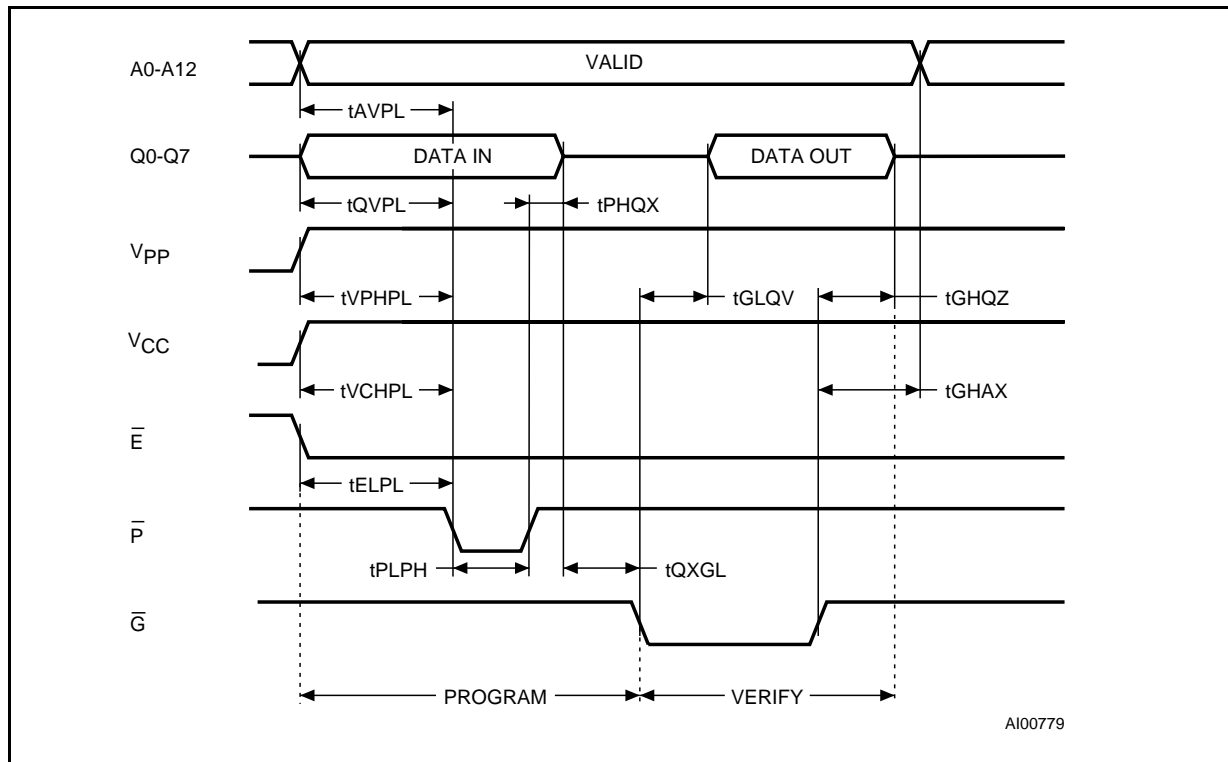 A0-A12
VALID
tAVPL
Q0-Q7
DATA IN
DATA OUT
tQVPL
tPHQX
VPP
tVPHPL
tGLQV
tGHQZ
VCC
tVCHPL
tGHAX
E̅
tELPL
P̅
tPLPH
tQXGL
G̅
PROGRAM
VERIFY
AI00779